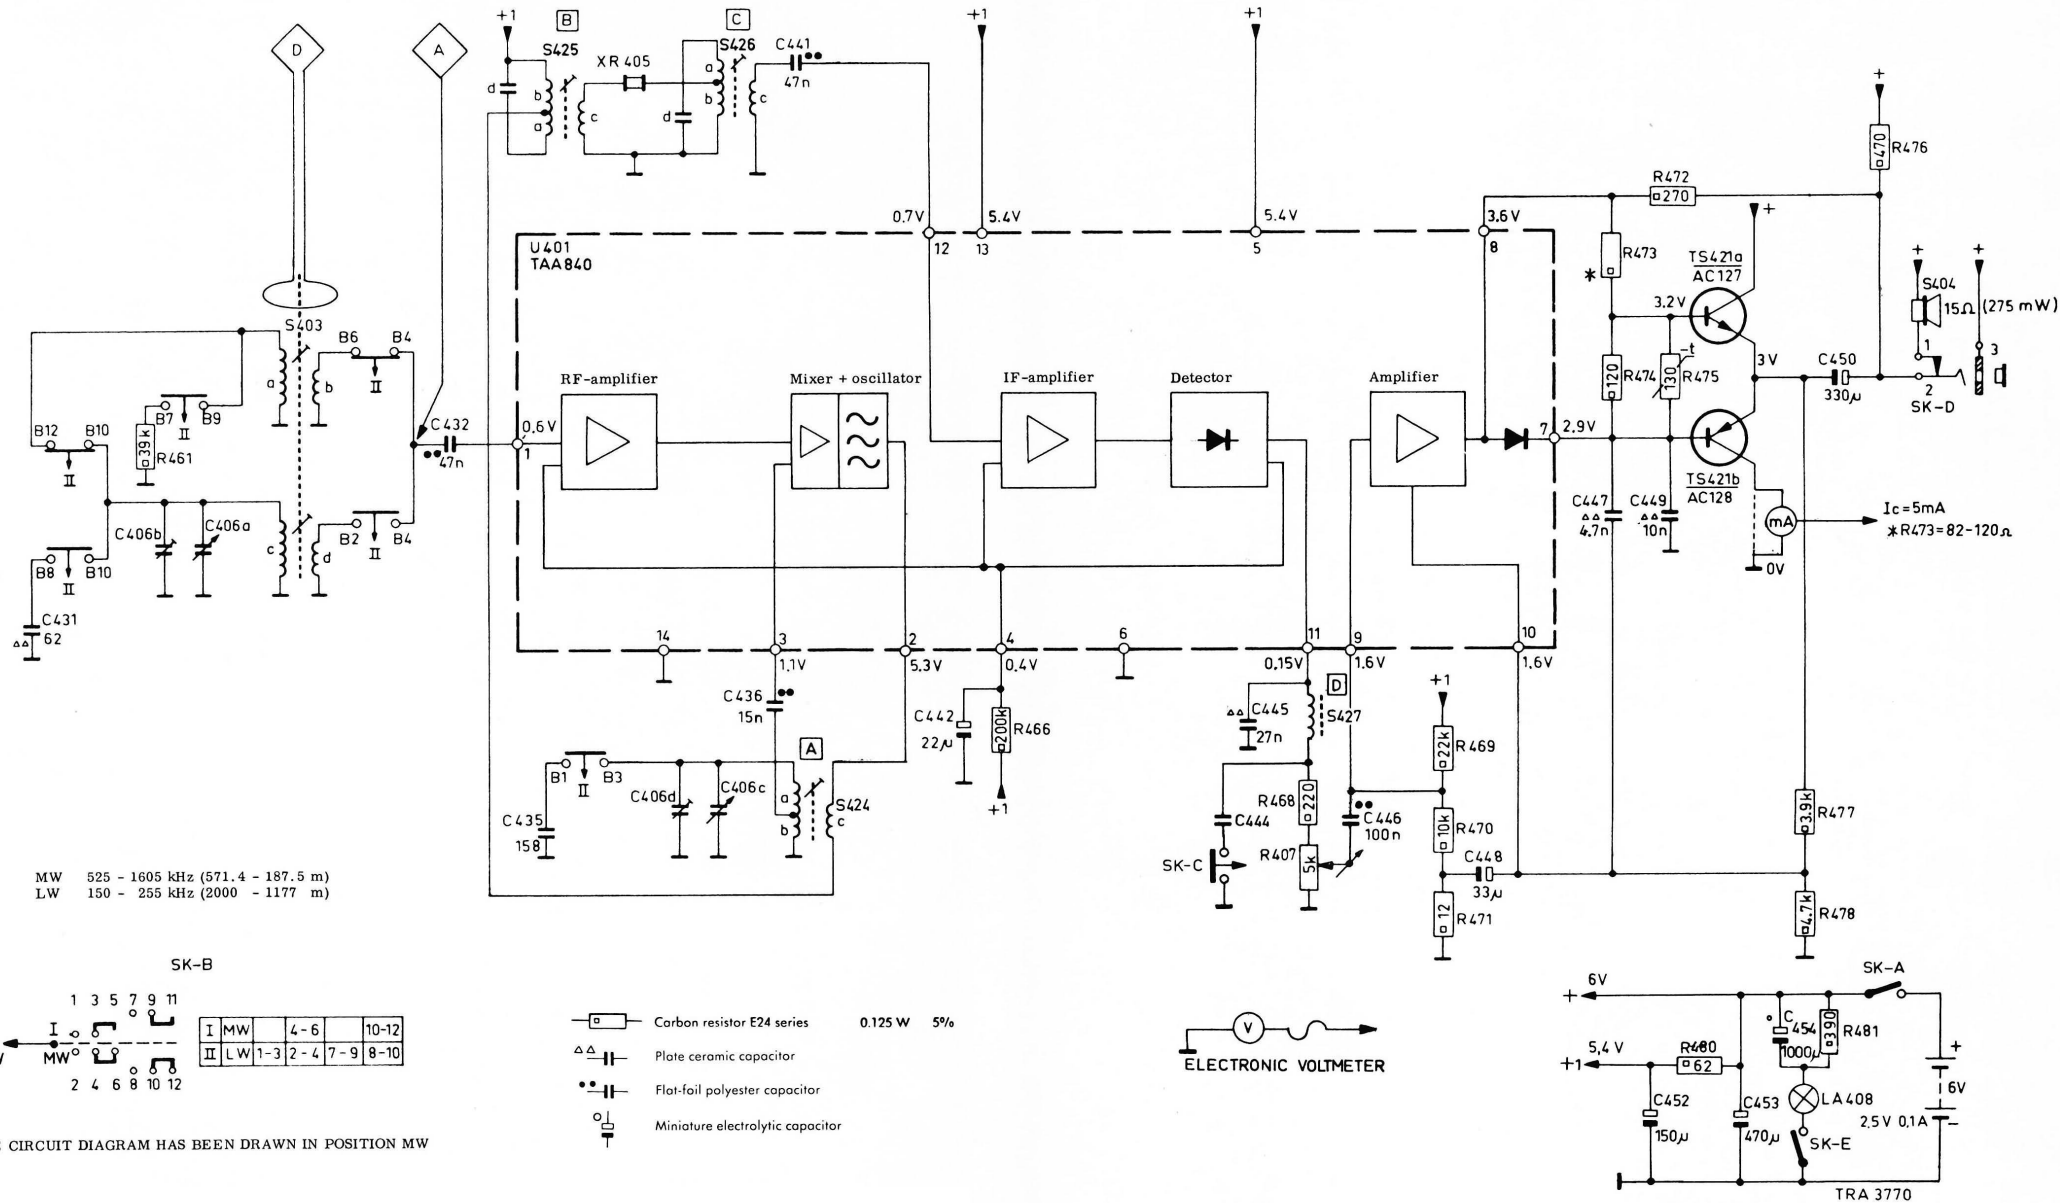 D
A
+1
B
S425
d
b
a
c
XR 405
C
S426
a
b
d
c
C441
47n
+1
+1
+
470
R476
R472
270
0.7V
12
5.4V
13
5.4V
5
3.6V
8
U401
TAA840
R473
*
+
TS421a
AC127
3.2V
S404
+
+
15Ω (275 mW)
1
3
2
SK-D
S403
a
b
B6
B4
II
B7
B9
II
39k
R461
B12
B10
II
C432
47n
0,6V
1
RF-amplifier
Mixer + oscillator
IF-amplifier
Detector
Amplifier
120
R474
-t
130
R475
3V
C450
330µ
7
2.9V
TS421b
AC128
C406b
C406a
c
d
B2
B4
II
B8
B10
II
C431
62
C447
4.7n
C449
10n
mA
Ic=5mA
*R473=82-120Ω
0V
14
3
1,1V
2
5.3V
4
0.4V
6
11
0.15V
9
1.6V
10
1.6V
C436
15n
C442
22µ
200k
R466
+1
C445
27n
D
S427
+1
22k
R469
A
B1
B3
II
C406d
C406c
a
b
S424
c
C435
158
C444
SK-C
R468
220
R407
5k
C446
100n
10k
R470
C448
33µ
12
R471
3.9k
R477
4.7k
R478
MW 525 - 1605 kHz (571.4 - 187.5 m)
LW 150 - 255 kHz (2000 - 1177 m)
SK-B
1 3 5 7 9 11
I
MW
2 4 6 8 10 12
I MW 4-6 10-12
II LW 1-3 2-4 7-9 8-10
CIRCUIT DIAGRAM HAS BEEN DRAWN IN POSITION MW
Carbon resistor E24 series 0.125 W 5%
Plate ceramic capacitor
Flat-foil polyester capacitor
Miniature electrolytic capacitor
V
ELECTRONIC VOLTMETER
+ 6V
SK-A
C454
1000µ
390
R481
+1 5,4 V
R480
62
C452
150µ
C453
470µ
LA408
2,5V 0,1A
SK-E
+
6V
-
TRA 3770